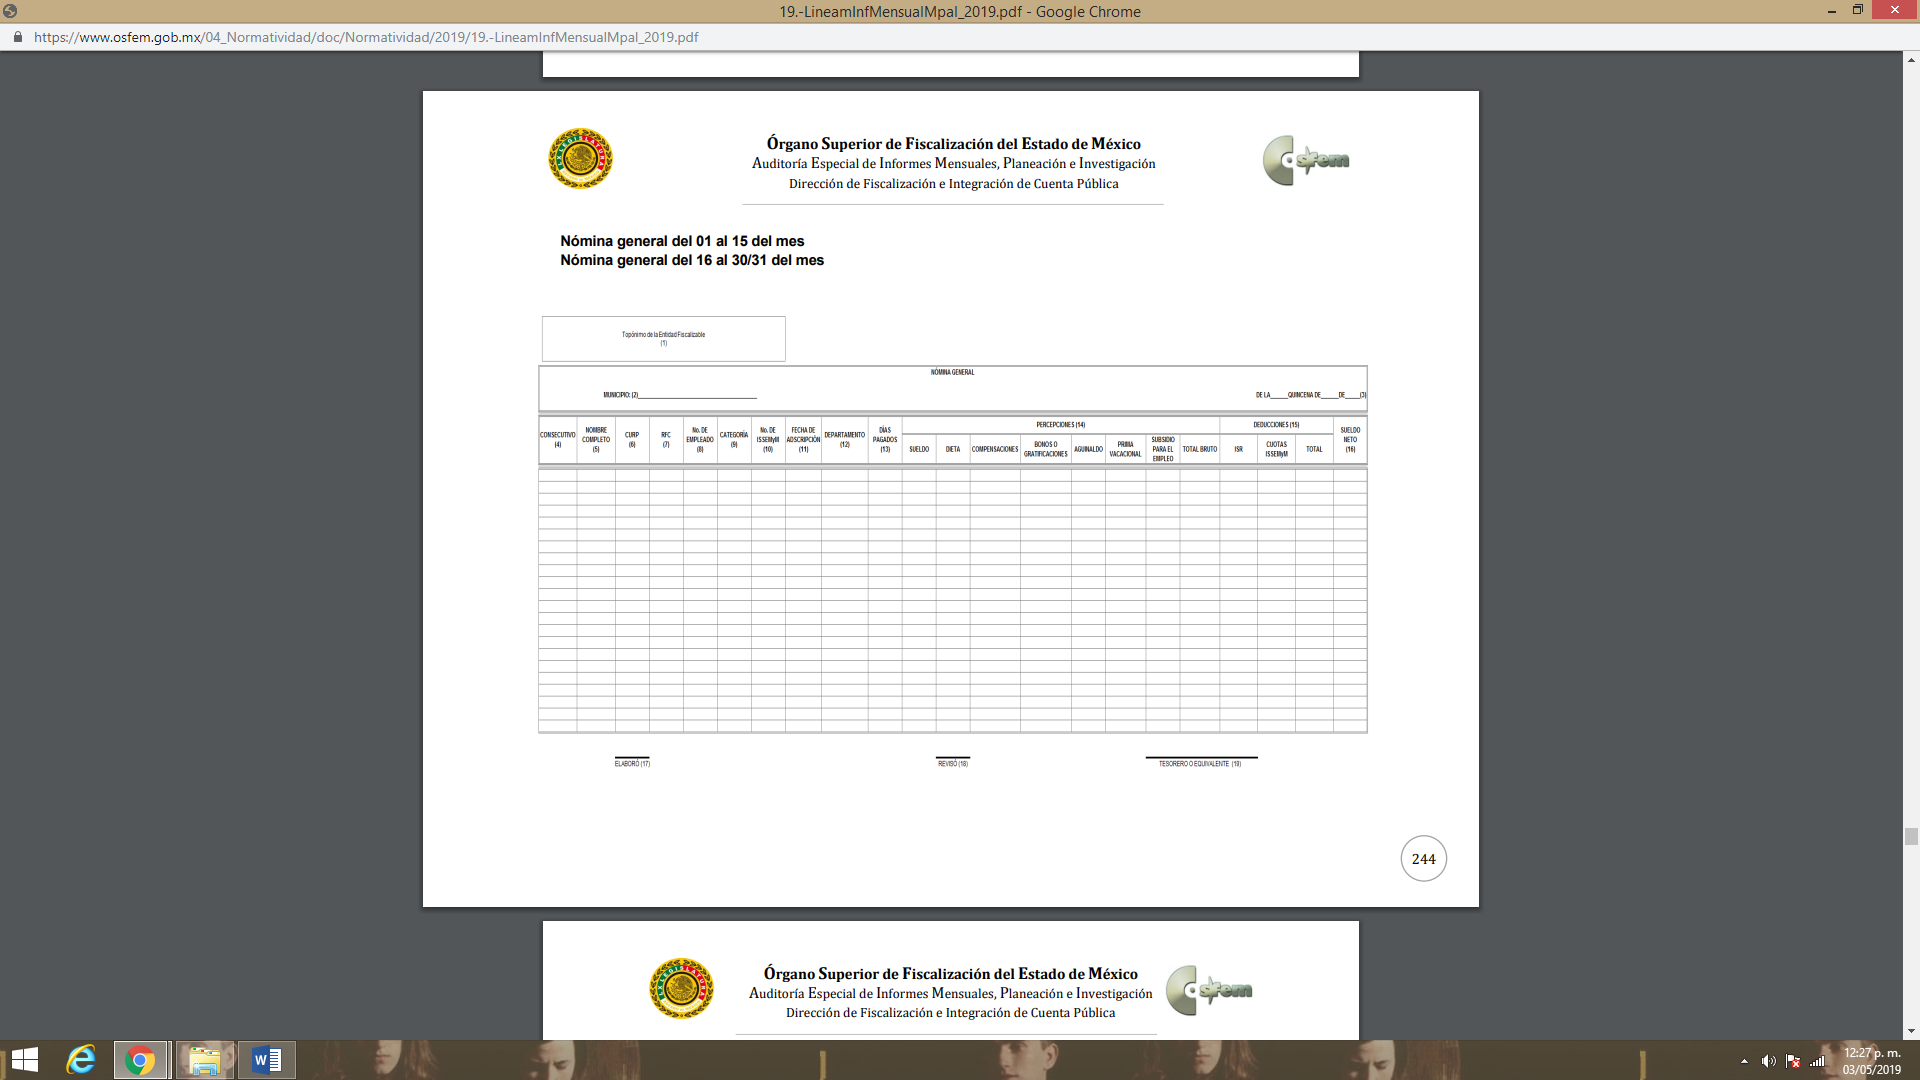 19.-LineamInfMensualMpal_2019.pdf - Google Chrome
https://www.osfem.gob.mx/04_Normatividad/doc/Normatividad/2019/19.-LineamInfMensualMpal_2019.pdf
Órgano Superior de Fiscalización del Estado de México
Auditoría Especial de Informes Mensuales, Planeación e Investigación
Dirección de Fiscalización e Integración de Cuenta Pública
osfem
Nómina general del 01 al 15 del mes
Nómina general del 16 al 30/31 del mes
Topónimo de la Entidad Fiscalizable
(1)
NÓMINA GENERAL
MUNICIPIO: (2)____ DE LA____QUINCENA DE____DE____(3)
CONSECUTIVO (4)
NOMBRE COMPLETO (5)
CURP (6)
RFC (7)
No. DE EMPLEADO (8)
CATEGORÍA (9)
No. DE ISSEMyM (10)
FECHA DE ADSCRIPCIÓN (11)
DEPARTAMENTO (12)
DÍAS PAGADOS (13)
PERCEPCIONES (14)
SUELDO
DIETA
COMPENSACIONES
BONOS O GRATIFICACIONES
AGUINALDO
PRIMA VACACIONAL
SUBSIDIO PARA EL EMPLEO
TOTAL BRUTO
DEDUCCIONES (15)
ISR
CUOTAS ISSEMyM
TOTAL
SUELDO NETO (16)
ELABORÓ (17) REVISÓ (18) TESORERO O EQUIVALENTE (19)
244
Órgano Superior de Fiscalización del Estado de México
Auditoría Especial de Informes Mensuales, Planeación e Investigación
Dirección de Fiscalización e Integración de Cuenta Pública
osfem
12:27 p. m.
03/05/2019